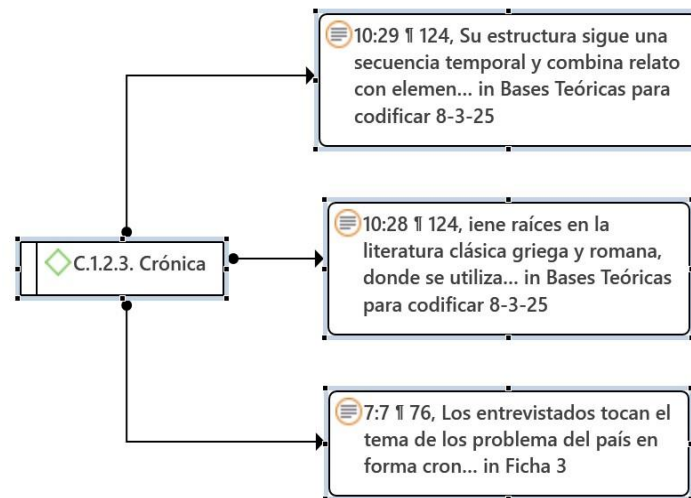 10:29 ¶ 124, Su estructura sigue una
secuencia temporal y combina relato
con elemen... in Bases Teóricas para
codificar 8-3-25
10:28 ¶ 124, iene raíces en la
literatura clásica griega y romana,
donde se utiliza... in Bases Teóricas
para codificar 8-3-25
C.1.2.3. Crónica
7:7 ¶ 76, Los entrevistados tocan el
tema de los problema del país en
forma cron... in Ficha 3